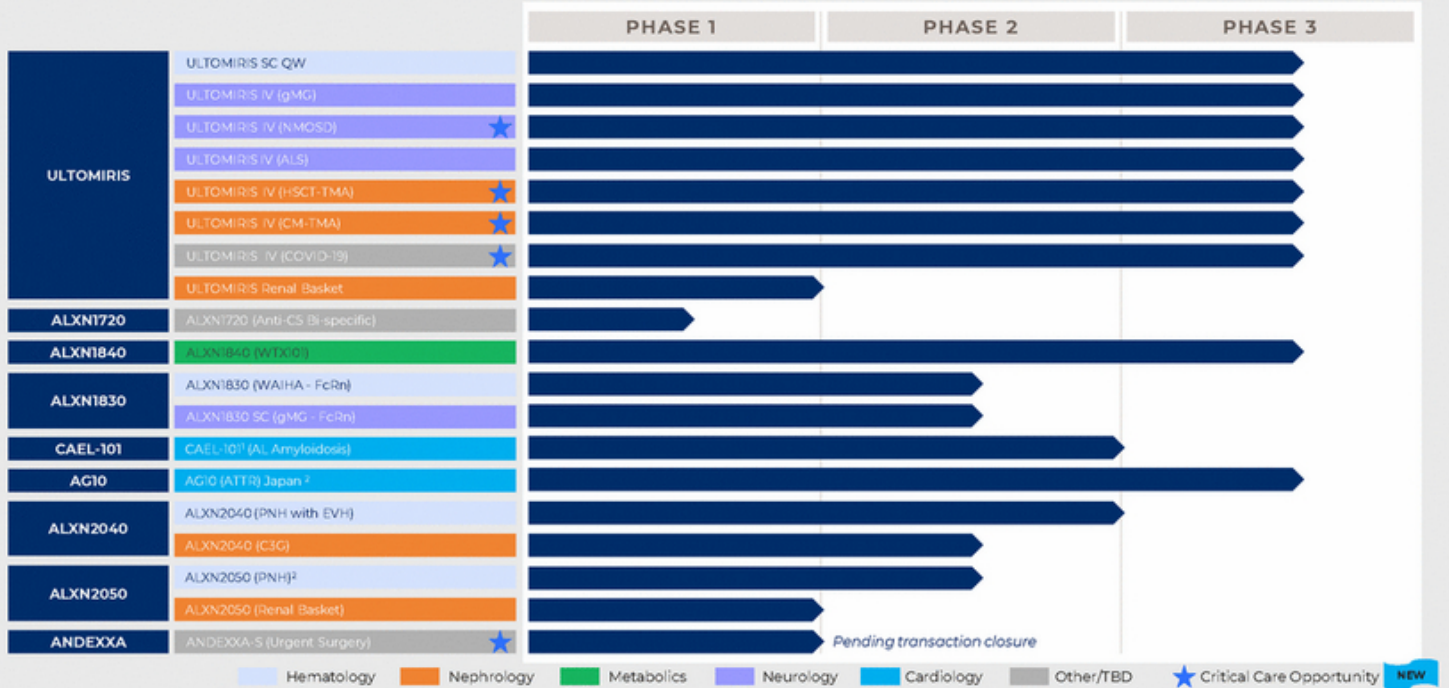 PHASE 1 PHASE 2 PHASE 3
ULTOMIRIS
ULTOMIRIS SC QW
ULTOMIRIS IV (gMG)
ULTOMIRIS IV (NMOSD)
ULTOMIRIS IV (ALS)
ULTOMIRIS IV (HSCT-TMA)
ULTOMIRIS IV (CM-TMA)
ULTOMIRIS IV (COVID-19)
ULTOMIRIS Renal Basket
ALXN1720 ALXN1720 (Anti-C5 Bi-specific)
ALXN1840 ALXN1840 (WTX101)
ALXN1830
ALXN1830 (WAIHA - FcRn)
ALXN1830 SC (gMG - FcRn)
CAEL-101 CAEL-101¹ (AL Amyloidosis)
AG10 AG10 (ATTR) Japan ²
ALXN2040
ALXN2040 (PNH with EVH)
ALXN2040 (C3G)
ALXN2050
ALXN2050 (PNH)²
ALXN2050 (Renal Basket)
ANDEXXA ANDEXXA-S (Urgent Surgery) Pending transaction closure
Hematology Nephrology Metabolics Neurology Cardiology Other/TBD Critical Care Opportunity NEW